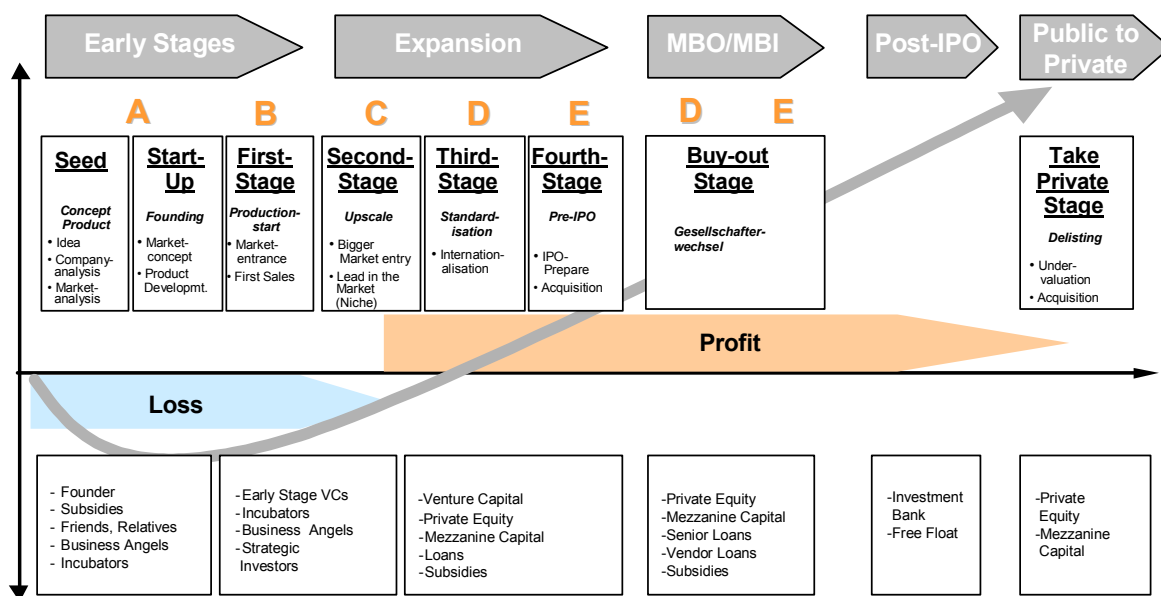 Early Stages
Expansion
MBO/MBI
Post-IPO
Public to
Private
A
B
C
D
E
D
E
Seed
Concept
Product
• Idea
• Company-
analysis
• Market-
analysis
Start-
Up
Founding
• Market-
concept
• Product
Developmt.
First-
Stage
Production-
start
• Market-
entrance
• First Sales
Second-
Stage
Upscale
• Bigger
Market entry
• Lead in the
Market
(Niche)
Third-
Stage
Standard-
isation
• Internation-
alisation
Fourth-
Stage
Pre-IPO
• IPO-
Prepare
• Acquisition
Buy-out
Stage
Gesellschafter-
wechsel
Take
Private
Stage
Delisting
• Under-
valuation
• Acquisition
Profit
Loss
- Founder
- Subsidies
- Friends, Relatives
- Business Angels
- Incubators
-Early Stage VCs
-Incubators
-Business Angels
-Strategic
Investors
-Venture Capital
-Private Equity
-Mezzanine Capital
-Loans
-Subsidies
-Private Equity
-Mezzanine Capital
-Senior Loans
-Vendor Loans
-Subsidies
-Investment
Bank
-Free Float
-Private
Equity
-Mezzanine
Capital